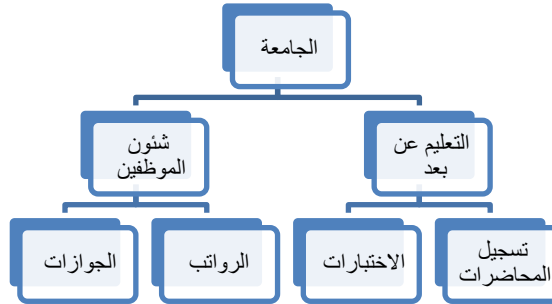 الجامعة
التعليم عن
بعد
شئون
الموظفين
تسجيل
المحاضرات
الاختبارات
الرواتب
الجوازات